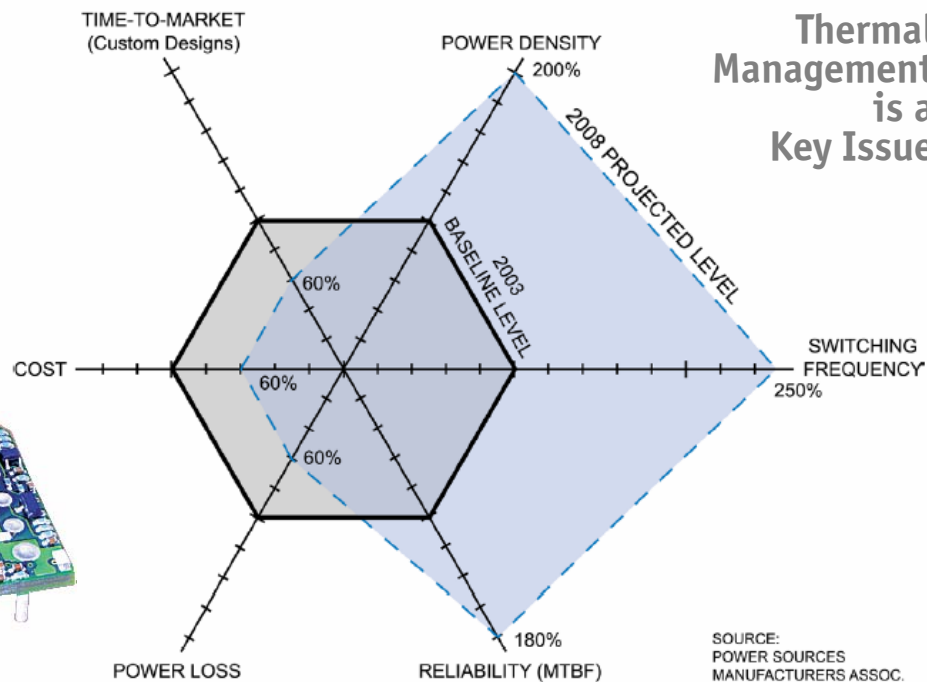 TIME-TO-MARKET
(Custom Designs)
POWER DENSITY
200%
Thermal
Management
is a
Key Issue
2008 PROJECTED LEVEL
2003
BASELINE LEVEL
60%
COST
60%
SWITCHING
FREQUENCY
250%
60%
180%
POWER LOSS
RELIABILITY (MTBF)
SOURCE:
POWER SOURCES
MANUFACTURERS ASSOC.